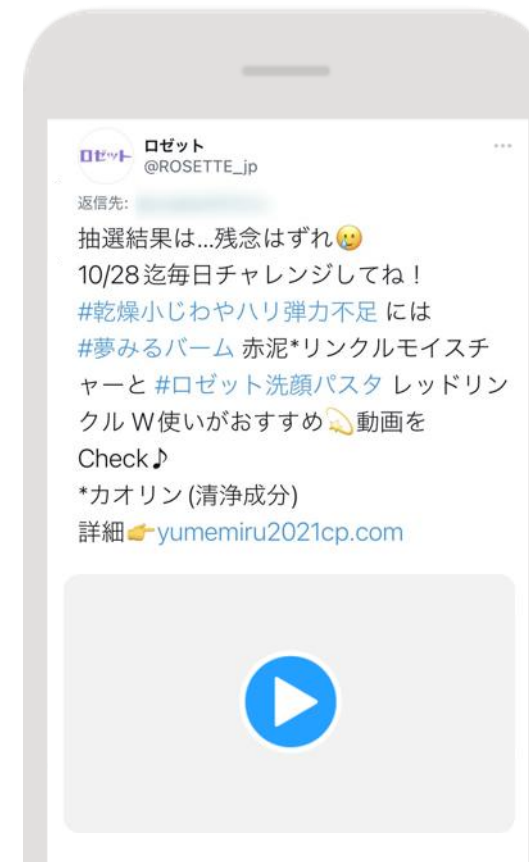 ロゼット
ロゼット
@ROSETTE_jp
返信先:
抽選結果は...残念はずれ🥲
10/28迄毎日チャレンジしてね！
#乾燥小じわやハリ弾力不足 には
#夢みるバーム 赤泥*リンクルモイスチ
ャーと #ロゼット洗顔パスタ レッドリン
クル W使いがおすすめ💫動画を
Check♪
*カオリン(清浄成分)
詳細👉yumemiru2021cp.com